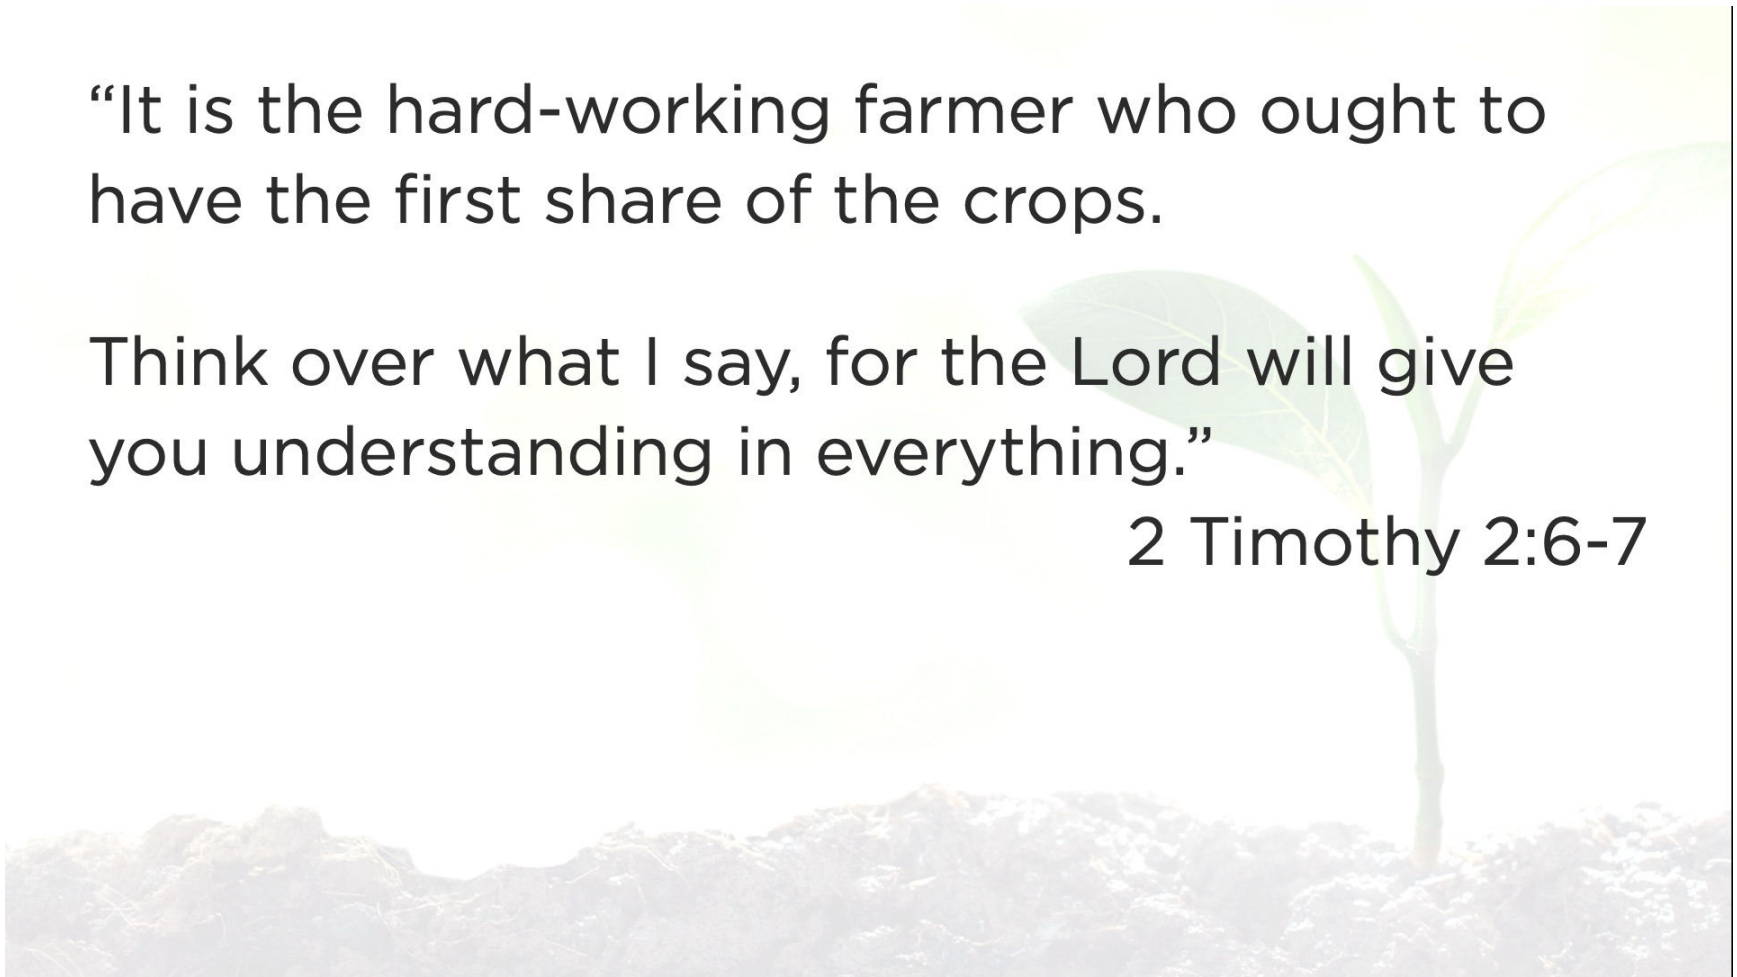 “It is the hard-working farmer who ought to
have the first share of the crops.
Think over what I say, for the Lord will give
you understanding in everything.”
2 Timothy 2:6-7